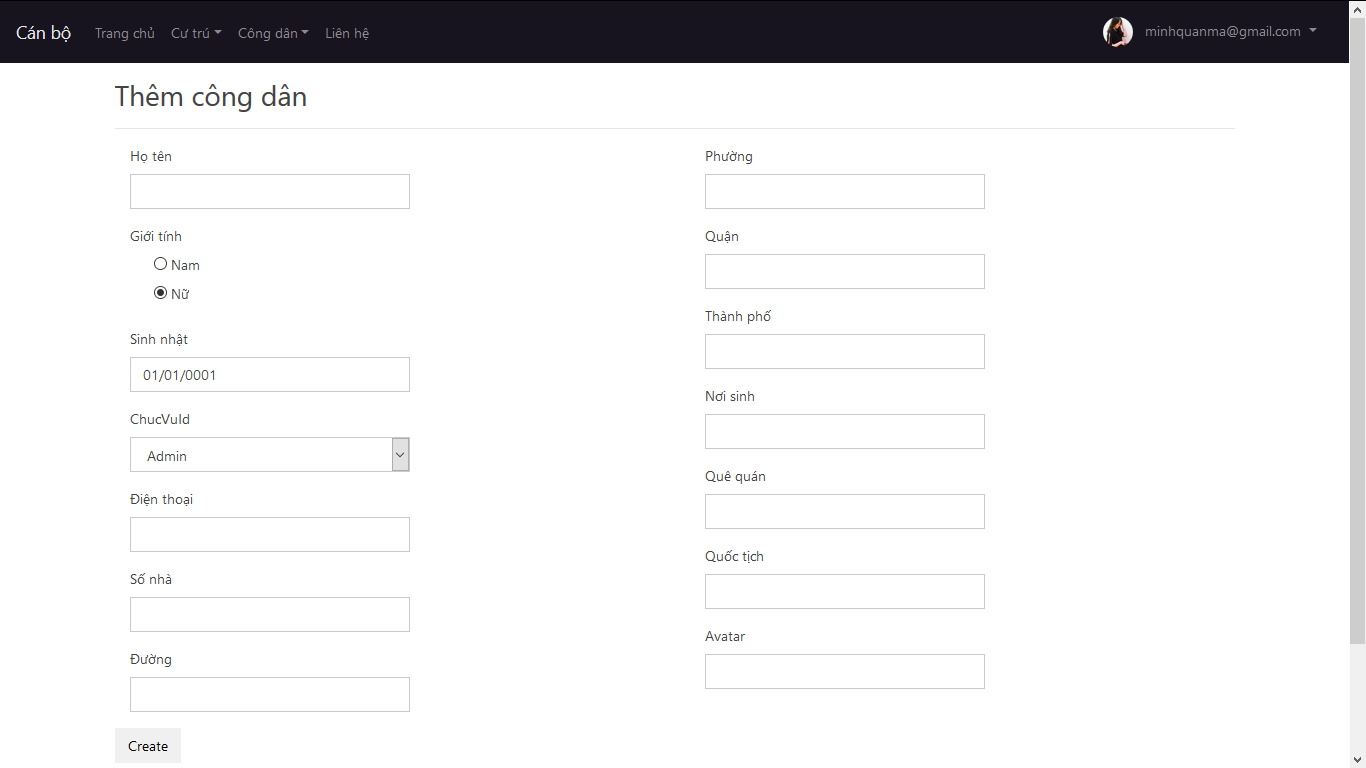 Cán bộ Trang chủ Cư trú Công dân Liên hệ minhquanma@gmail.com
Thêm công dân
Họ tên
Giới tính
Nam
Nữ
Sinh nhật
01/01/0001
ChucVuId
Admin
Điện thoại
Số nhà
Đường
Phường
Quận
Thành phố
Nơi sinh
Quê quán
Quốc tịch
Avatar
Create